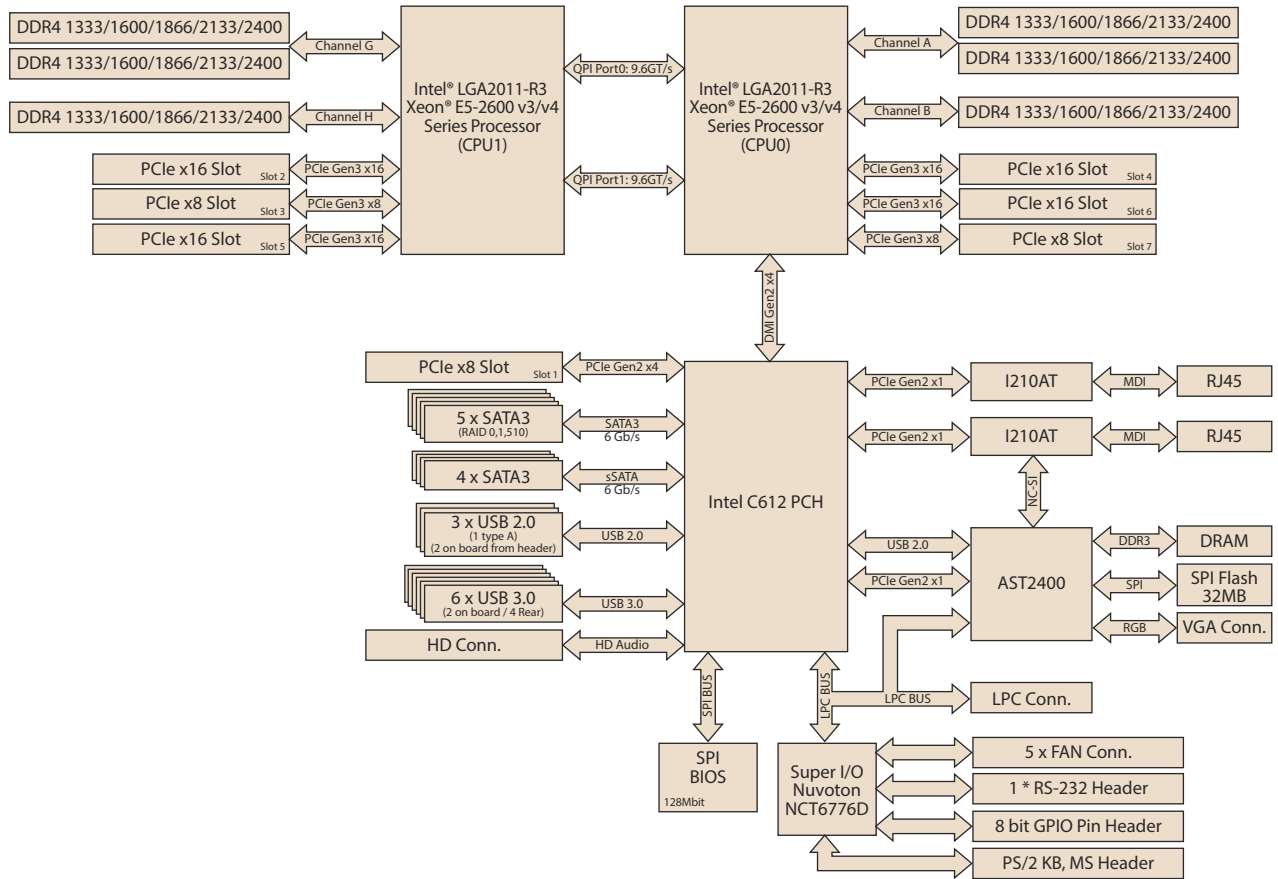 DDR4 1333/1600/1866/2133/2400
DDR4 1333/1600/1866/2133/2400
Channel G
DDR4 1333/1600/1866/2133/2400
Channel H
PCIe x16 Slot
Slot 2
PCIe Gen3 x16
PCIe x8 Slot
Slot 3
PCIe Gen3 x8
PCIe x16 Slot
Slot 5
PCIe Gen3 x16
Intel® LGA2011-R3
Xeon® E5-2600 v3/v4
Series Processor
(CPU1)
QPI Port0: 9.6GT/s
QPI Port1: 9.6GT/s
Intel® LGA2011-R3
Xeon® E5-2600 v3/v4
Series Processor
(CPU0)
Channel A
DDR4 1333/1600/1866/2133/2400
DDR4 1333/1600/1866/2133/2400
Channel B
DDR4 1333/1600/1866/2133/2400
PCIe Gen3 x16
PCIe x16 Slot
Slot 4
PCIe Gen3 x16
PCIe x16 Slot
Slot 6
PCIe Gen3 x8
PCIe x8 Slot
Slot 7
DMI Gen2 x4
PCIe x8 Slot
Slot 1
PCIe Gen2 x4
5 x SATA3
(RAID 0,1,510)
SATA3
6 Gb/s
4 x SATA3
sSATA
6 Gb/s
3 x USB 2.0
(1 type A)
(2 on board from header)
USB 2.0
6 x USB 3.0
(2 on board / 4 Rear)
USB 3.0
HD Conn.
HD Audio
Intel C612 PCH
PCIe Gen2 x1
I210AT
MDI
RJ45
PCIe Gen2 x1
I210AT
MDI
RJ45
NC-SI
USB 2.0
PCIe Gen2 x1
AST2400
DDR3
DRAM
SPI
SPI Flash
32MB
RGB
VGA Conn.
SPI BUS
LPC BUS
LPC BUS
LPC Conn.
SPI
BIOS
128Mbit
Super I/O
Nuvoton
NCT6776D
5 x FAN Conn.
1 * RS-232 Header
8 bit GPIO Pin Header
PS/2 KB, MS Header